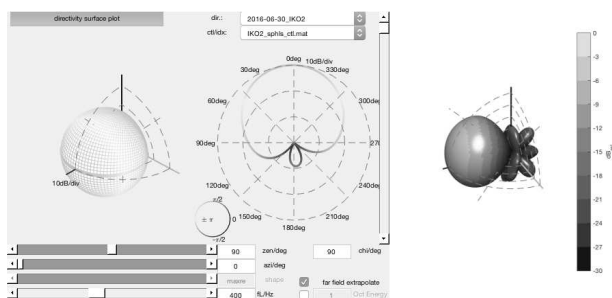 directivity surface plot
dir.: 2016-06-30_IKO2
ctl/idx: IKO2_sphls_ctl.mat
0deg 10dB/div
30deg 330deg
60deg 300deg
90deg 270
120deg 240deg
150deg 210deg
180deg
10dB/div
π/2
± π 0
-π/2
90 zen/deg 90 chi/deg
0 azi/deg
maxre shape far field extrapolate
400 fL/Hz 1 Oct Energy
0
-3
-6
-9
-12
-15
-18
-21
-24
-27
-30